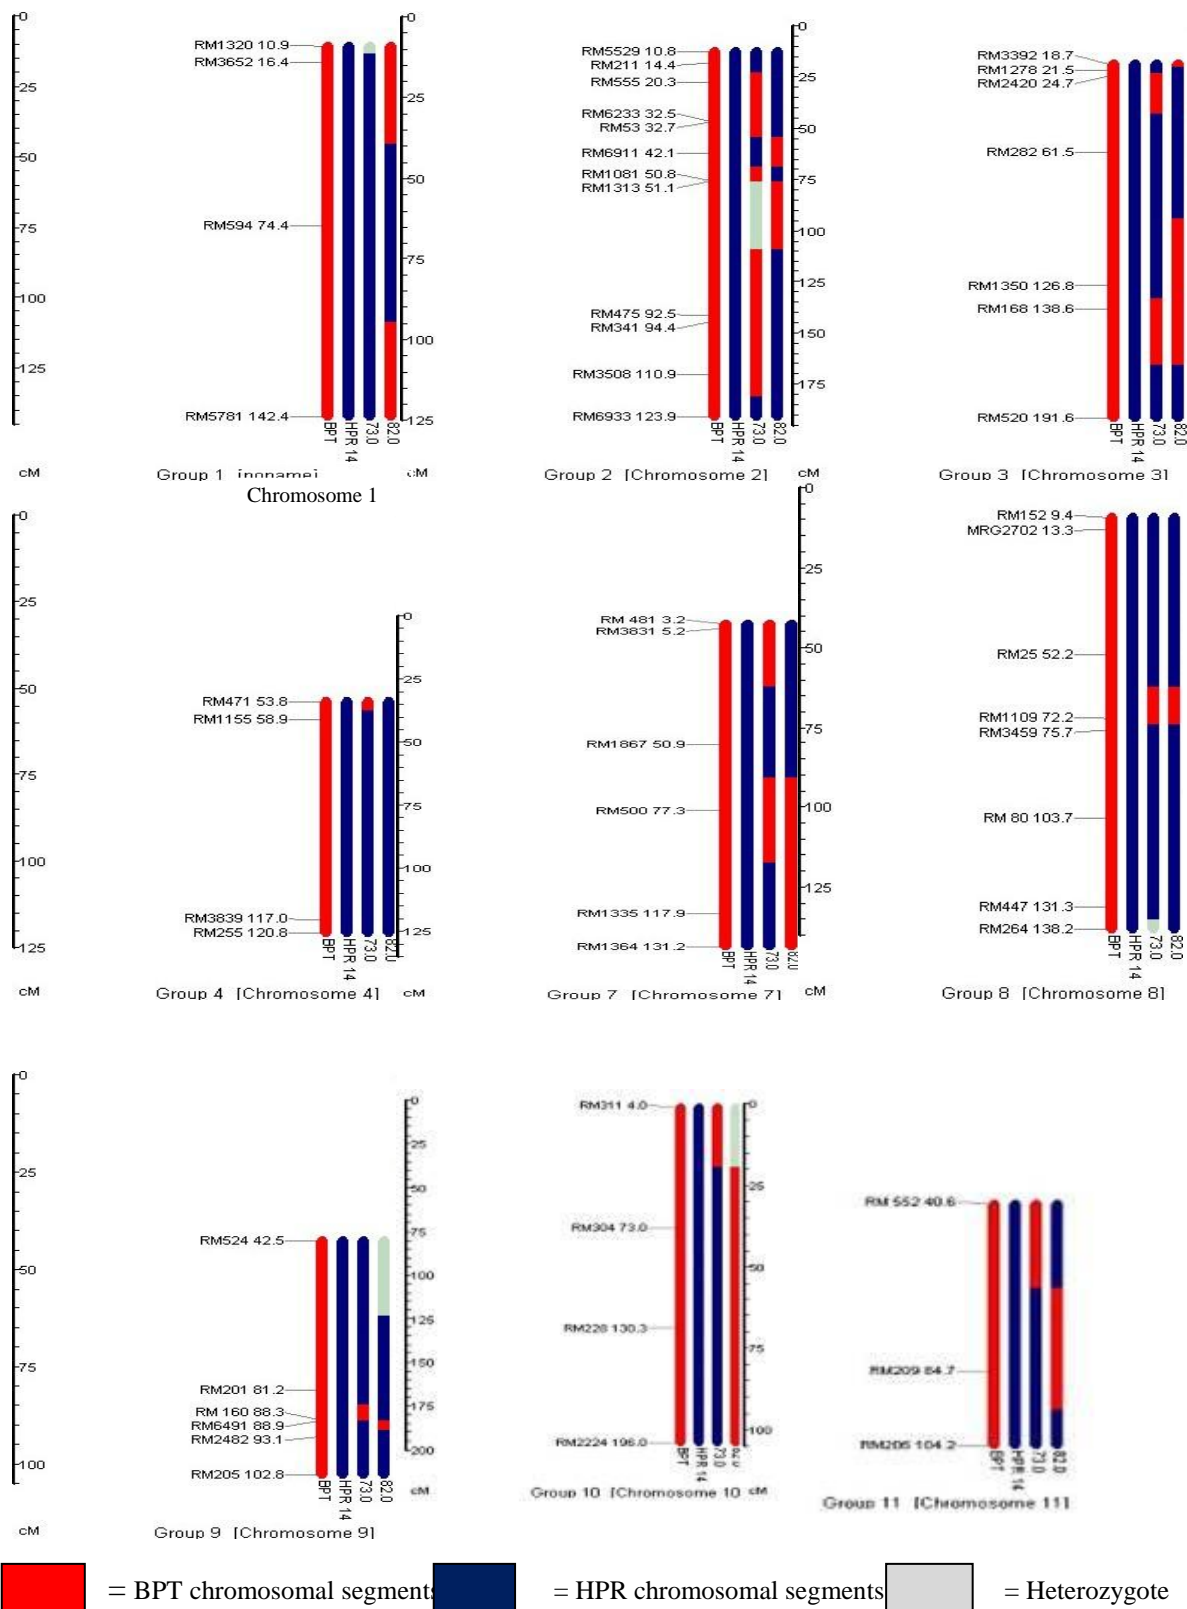 0
25
50
75
100
125
cM
RM1320 10.9
RM3652 16.4
RM594 74.4
RM5781 142.4
BPT
HPR 14
73.0
82.0
Group 1 [noname]
Chromosome 1
0
25
50
75
100
125
cM
RM5529 10.8
RM211 14.4
RM555 20.3
RM6233 32.5
RM53 32.7
RM6911 42.1
RM1081 50.8
RM1313 51.1
RM475 92.5
RM341 94.4
RM3508 110.9
RM6933 123.9
BPT
HPR 14
73.0
82.0
Group 2 [Chromosome 2]
0
25
50
75
100
125
150
175
cM
RM3392 18.7
RM1278 21.5
RM2420 24.7
RM282 61.5
RM1350 126.8
RM168 138.6
RM520 191.6
BPT
HPR 14
73.0
82.0
Group 3 [Chromosome 3]
0
25
50
75
100
125
cM
RM471 53.8
RM1155 58.9
RM3839 117.0
RM255 120.8
BPT
HPR 14
73.0
82.0
Group 4 [Chromosome 4]
0
25
50
75
100
125
cM
RM 481 3.2
RM3831 5.2
RM1867 50.9
RM500 77.3
RM1335 117.9
RM1364 131.2
BPT
HPR 14
73.0
82.0
Group 7 [Chromosome 7]
0
25
50
75
100
125
cM
RM152 9.4
MRG2702 13.3
RM25 52.2
RM1109 72.2
RM3459 75.7
RM 80 103.7
RM447 131.3
RM264 138.2
BPT
HPR 14
73.0
82.0
Group 8 [Chromosome 8]
0
25
50
75
100
cM
RM524 42.5
RM201 81.2
RM 160 88.3
RM6491 88.9
RM2482 93.1
RM205 102.8
BPT
HPR 14
73.0
82.0
Group 9 [Chromosome 9]
0
25
50
75
100
125
150
175
200
cM
RM311 4.0
RM304 73.0
RM228 130.3
RM2224 196.0
BPT
HPR 14
73.0
82.0
Group 10 [Chromosome 10
0
25
50
75
100
cM
RM 552 40.6
RM209 84.7
RM206 104.2
BPT
HPR 14
73.0
82.0
Group 11 [Chromosome 11]
= BPT chromosomal segments
= HPR chromosomal segments
= Heterozygote